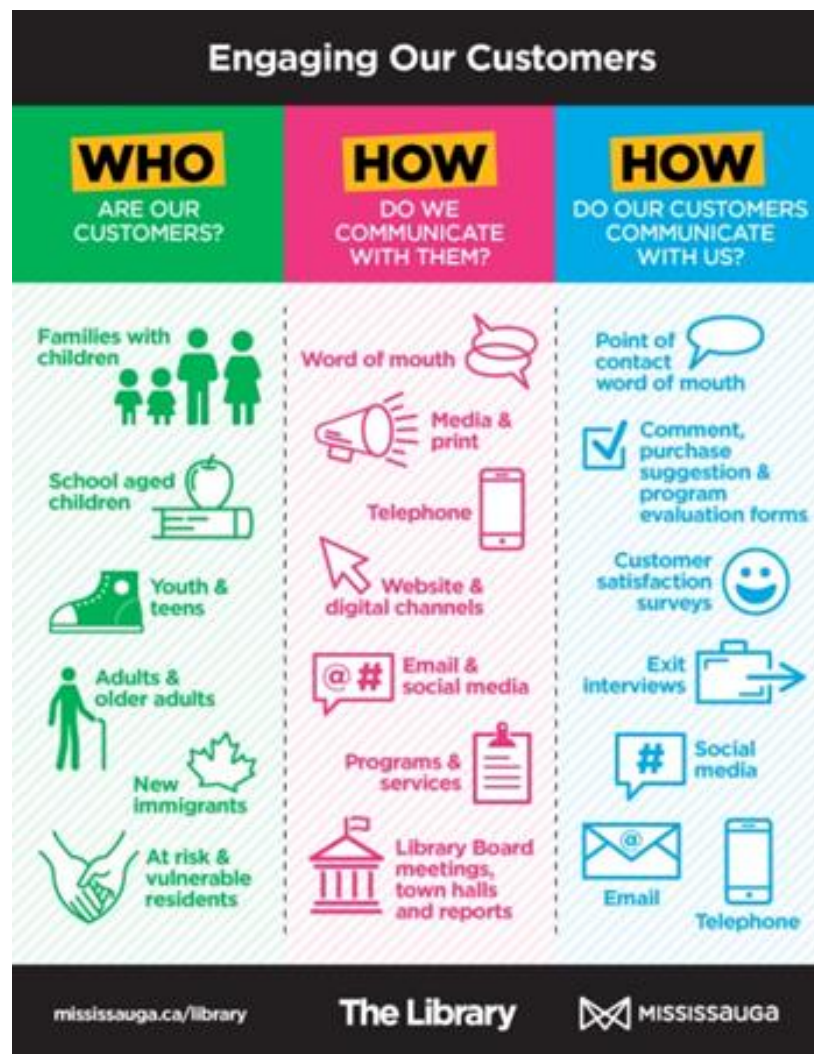 Engaging Our Customers
WHO
ARE OUR
CUSTOMERS?
Families with
children
School aged
children
Youth &
teens
Adults &
older adults
New
immigrants
At risk &
vulnerable
residents
HOW
DO WE
COMMUNICATE
WITH THEM?
Word of mouth
Media &
print
Telephone
Website &
digital channels
@ #
Email &
social media
Programs &
services
Library Board
meetings,
town halls
and reports
HOW
DO OUR CUSTOMERS
COMMUNICATE
WITH US?
Point of
contact
word of mouth
Comment,
purchase
suggestion &
program
evaluation forms
Customer
satisfaction
surveys
Exit
interviews
#
Social
media
@
Email
Telephone
mississauga.ca/library
The Library
MISSISSAUGA